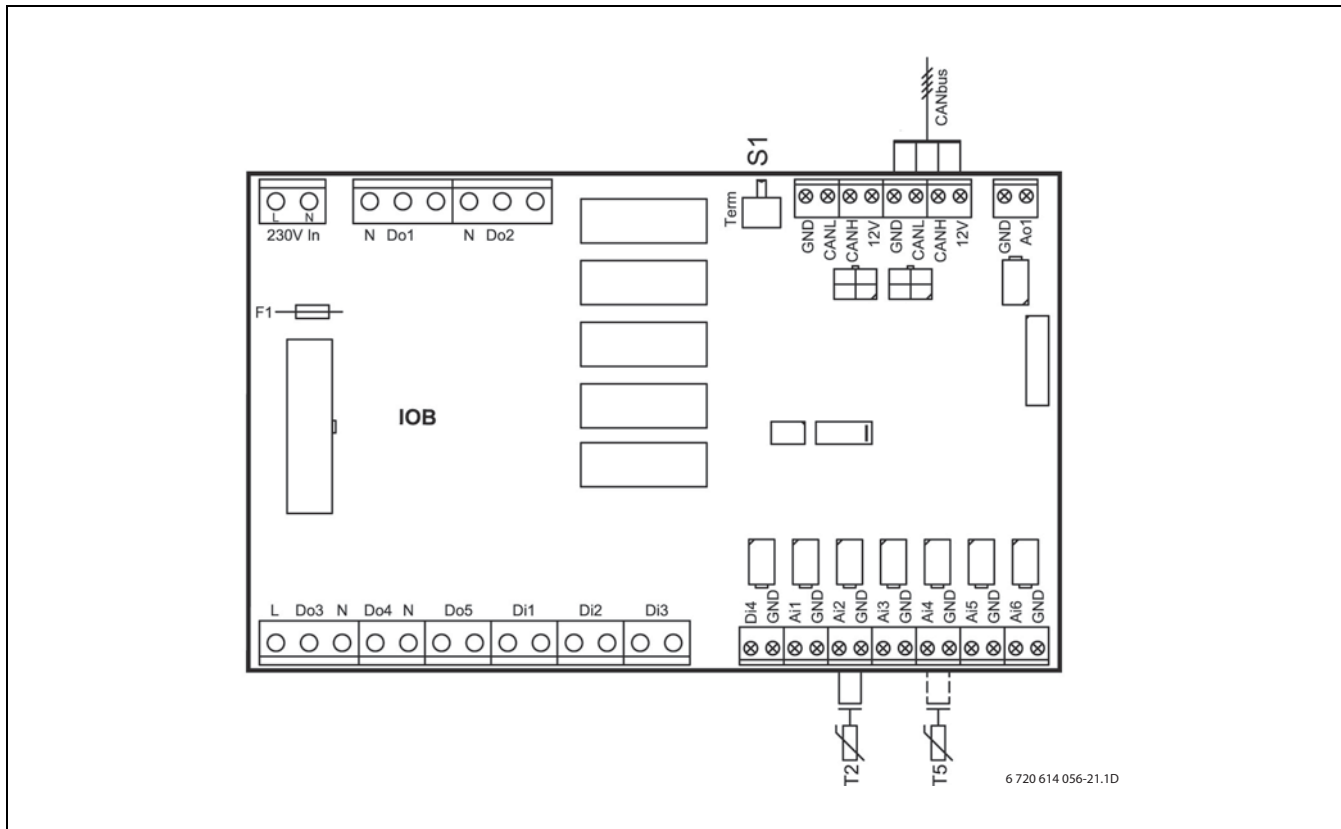 CANbus
S1
Term
L N
230V In
N Do1 N Do2
GND CANL CANH 12V GND CANL CANH 12V
GND Ao1
F1
IOB
L Do3 N Do4 N Do5 Di1 Di2 Di3
Di4 GND Ai1 GND Ai2 GND Ai3 GND Ai4 GND Ai5 GND Ai6 GND
T2 T5
6 720 614 056-21.1D